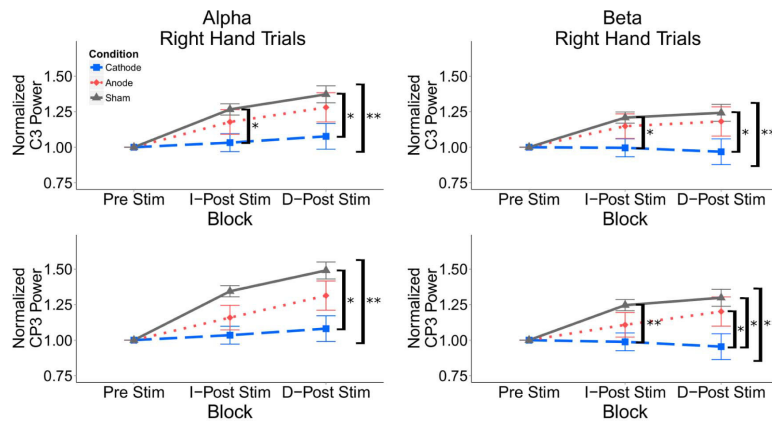 Alpha
Right Hand Trials
Beta
Right Hand Trials
Condition
Cathode
Anode
Sham
Normalized
C3 Power
1.50
1.25
1.00
0.75
*
*
**
Pre Stim
I-Post Stim
D-Post Stim
Block
Normalized
C3 Power
1.50
1.25
1.00
0.75
*
*
**
Pre Stim
I-Post Stim
D-Post Stim
Block
Normalized
CP3 Power
1.50
1.25
1.00
0.75
*
**
Pre Stim
I-Post Stim
D-Post Stim
Block
Normalized
CP3 Power
1.50
1.25
1.00
0.75
**
*
*
*
Pre Stim
I-Post Stim
D-Post Stim
Block